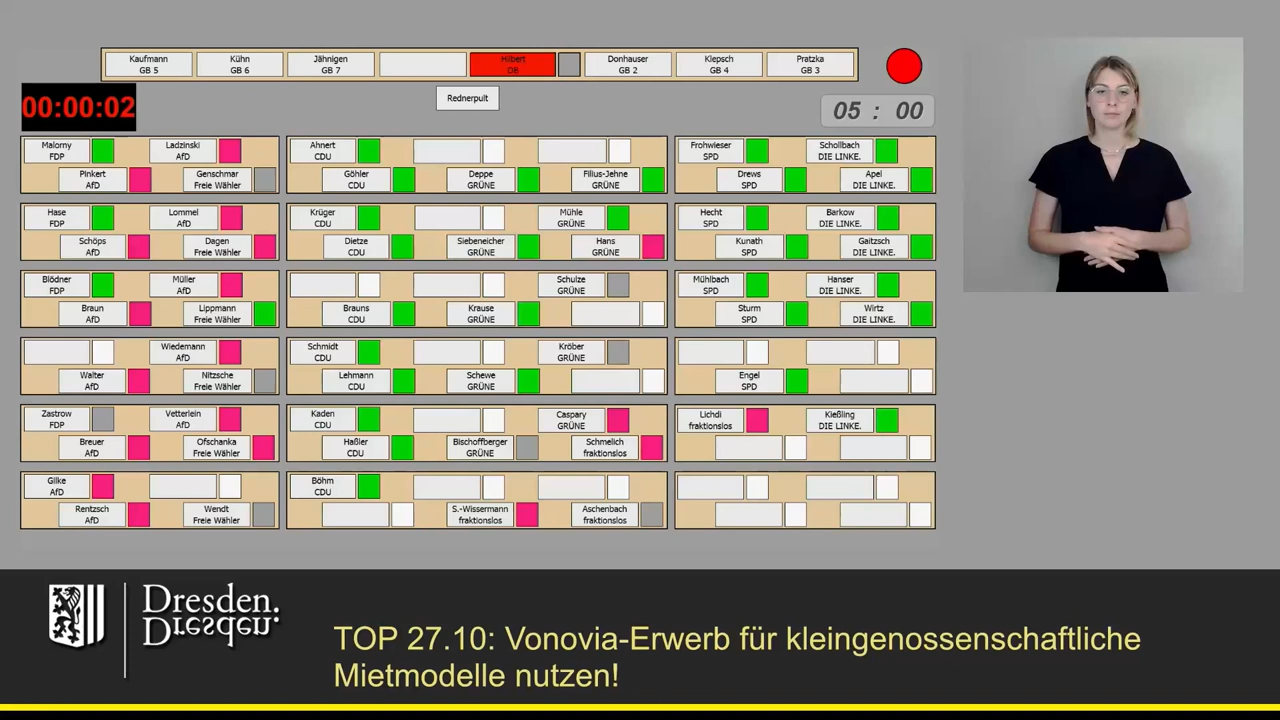 Kaufmann
GB 5
Kühn
GB 6
Jähnigen
GB 7
Hilbert
OB
Donhauser
GB 2
Klepsch
GB 4
Pratzka
GB 3
00:00:02
Rednerpult
05 : 00
Malorny
FDP
Ladzinski
AfD
Pinkert
AfD
Genschmar
Freie Wähler
Ahnert
CDU
Göhler
CDU
Deppe
GRÜNE
Filius-Jehne
GRÜNE
Frohwieser
SPD
Schollbach
DIE LINKE.
Drews
SPD
Apel
DIE LINKE.
Hase
FDP
Lommel
AfD
Schöps
AfD
Dagen
Freie Wähler
Krüger
CDU
Mühle
GRÜNE
Dietze
CDU
Siebeneicher
GRÜNE
Hans
GRÜNE
Hecht
SPD
Barkow
DIE LINKE.
Kunath
SPD
Gaitzsch
DIE LINKE.
Blödner
FDP
Müller
AfD
Braun
AfD
Lippmann
Freie Wähler
Schulze
GRÜNE
Brauns
CDU
Krause
GRÜNE
Mühlbach
SPD
Hanser
DIE LINKE.
Sturm
SPD
Wirtz
DIE LINKE.
Wiedemann
AfD
Walter
AfD
Nitzsche
Freie Wähler
Schmidt
CDU
Kröber
GRÜNE
Lehmann
CDU
Schewe
GRÜNE
Engel
SPD
Zastrow
FDP
Vetterlein
AfD
Breuer
AfD
Ofschanka
Freie Wähler
Kaden
CDU
Caspary
GRÜNE
Haßler
CDU
Bischoffberger
GRÜNE
Schmelich
fraktionslos
Lichdi
fraktionslos
Kießling
DIE LINKE.
Gilke
AfD
Rentzsch
AfD
Wendt
Freie Wähler
Böhm
CDU
S.-Wissermann
fraktionslos
Aschenbach
fraktionslos
Dresden.
Dresden.
TOP 27.10: Vonovia-Erwerb für kleingenossenschaftliche
Mietmodelle nutzen!